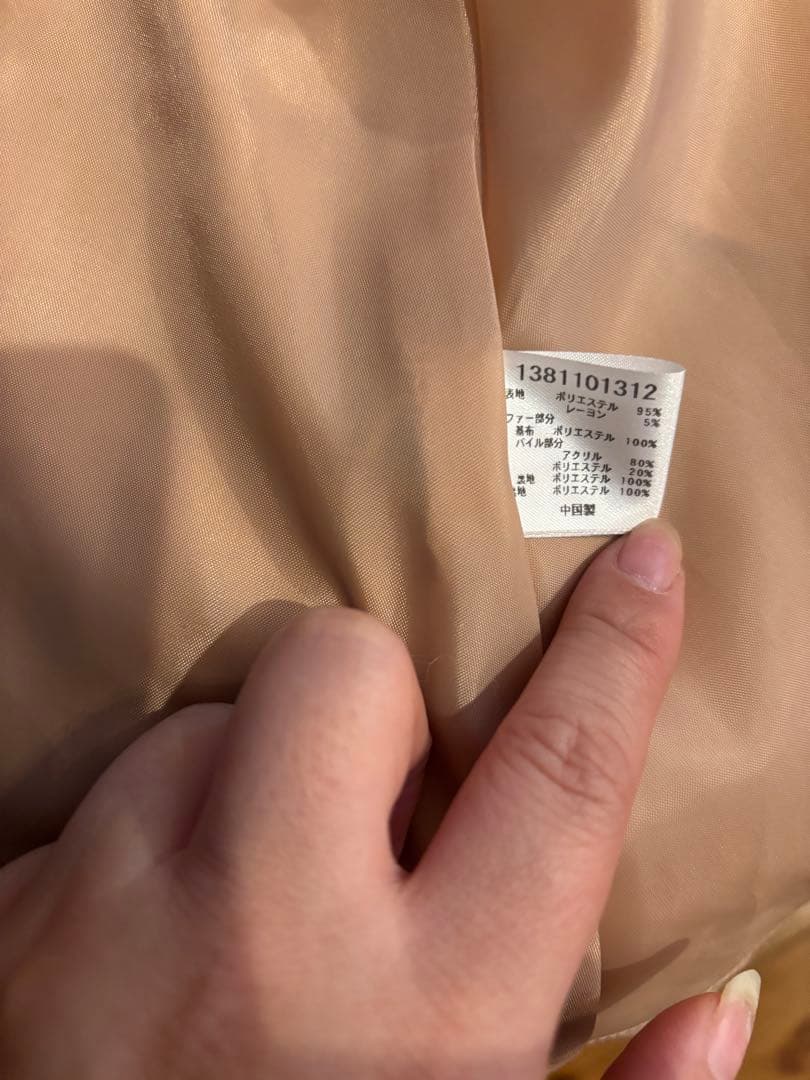 1381101312
表地 ポリエステル 95%
レーヨン 5%
ファー部分
基布 ポリエステル 100%
パイル部分
アクリル 80%
ポリエステル 20%
裏地 ポリエステル 100%
地 ポリエステル 100%
中国製